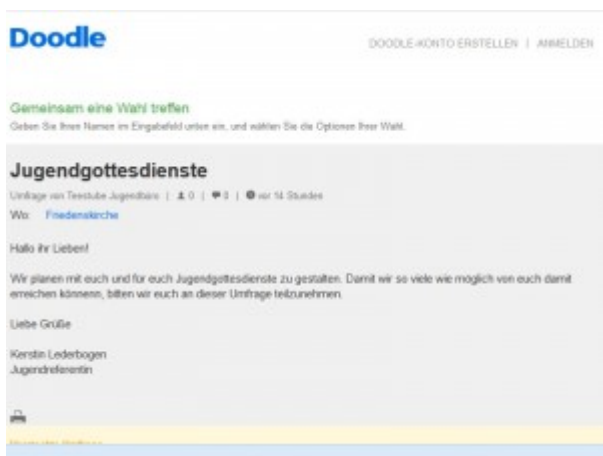 Doodle
DOODLE-KONTO ERSTELLEN | ANMELDEN
Gemeinsam eine Wahl treffen
Geben Sie Ihren Namen im Eingabefeld unten ein, und wählen Sie die Optionen Ihrer Wahl.
Jugendgottesdienste
Umfrage von Teestube Jugendbüro | 0 | 0 | vor 14 Stunden
Wo: Friedenskirche
Hallo ihr Lieben!
Wir planen mit euch und für euch Jugendgottesdienste zu gestalten. Damit wir so viele wie möglich von euch damit
erreichen könnenn, bitten wir euch an dieser Umfrage teilzunehmen.
Liebe Grüße
Kerstin Lederbogen
Jugendreferentin